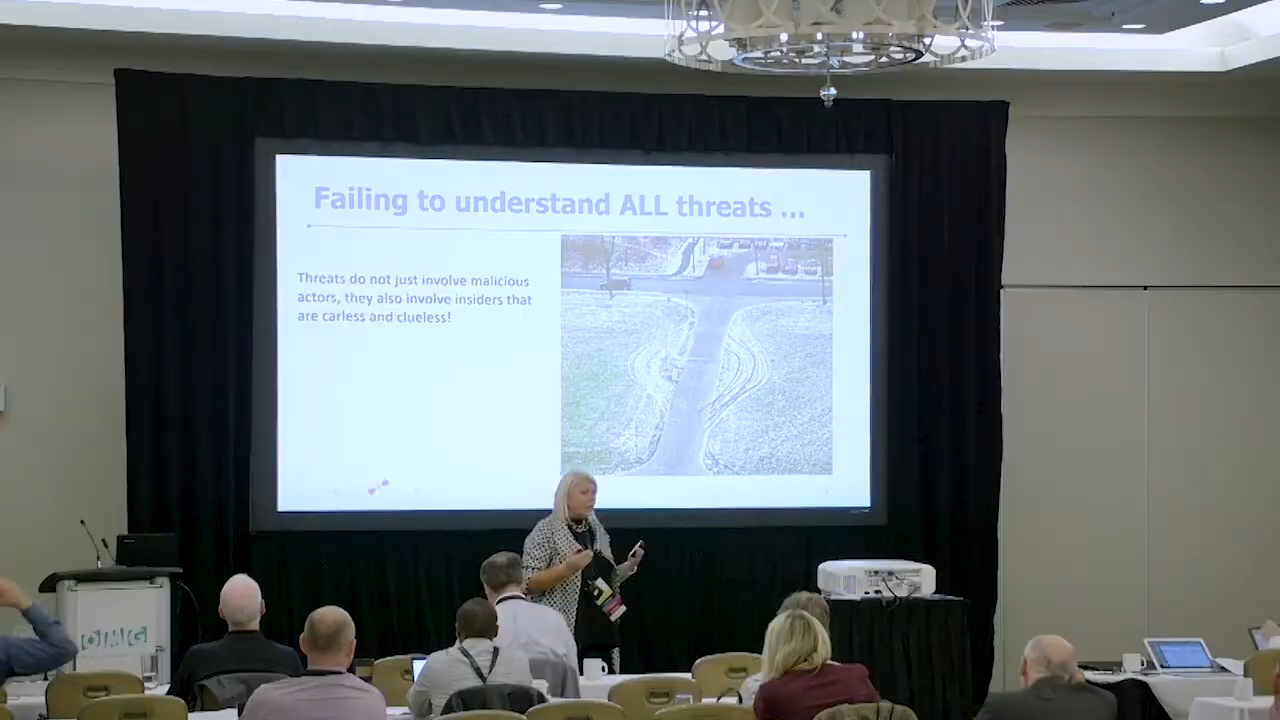 Failing to understand ALL threats ...
Threats do not just involve malicious
actors, they also involve insiders that
are carless and clueless!
OMG